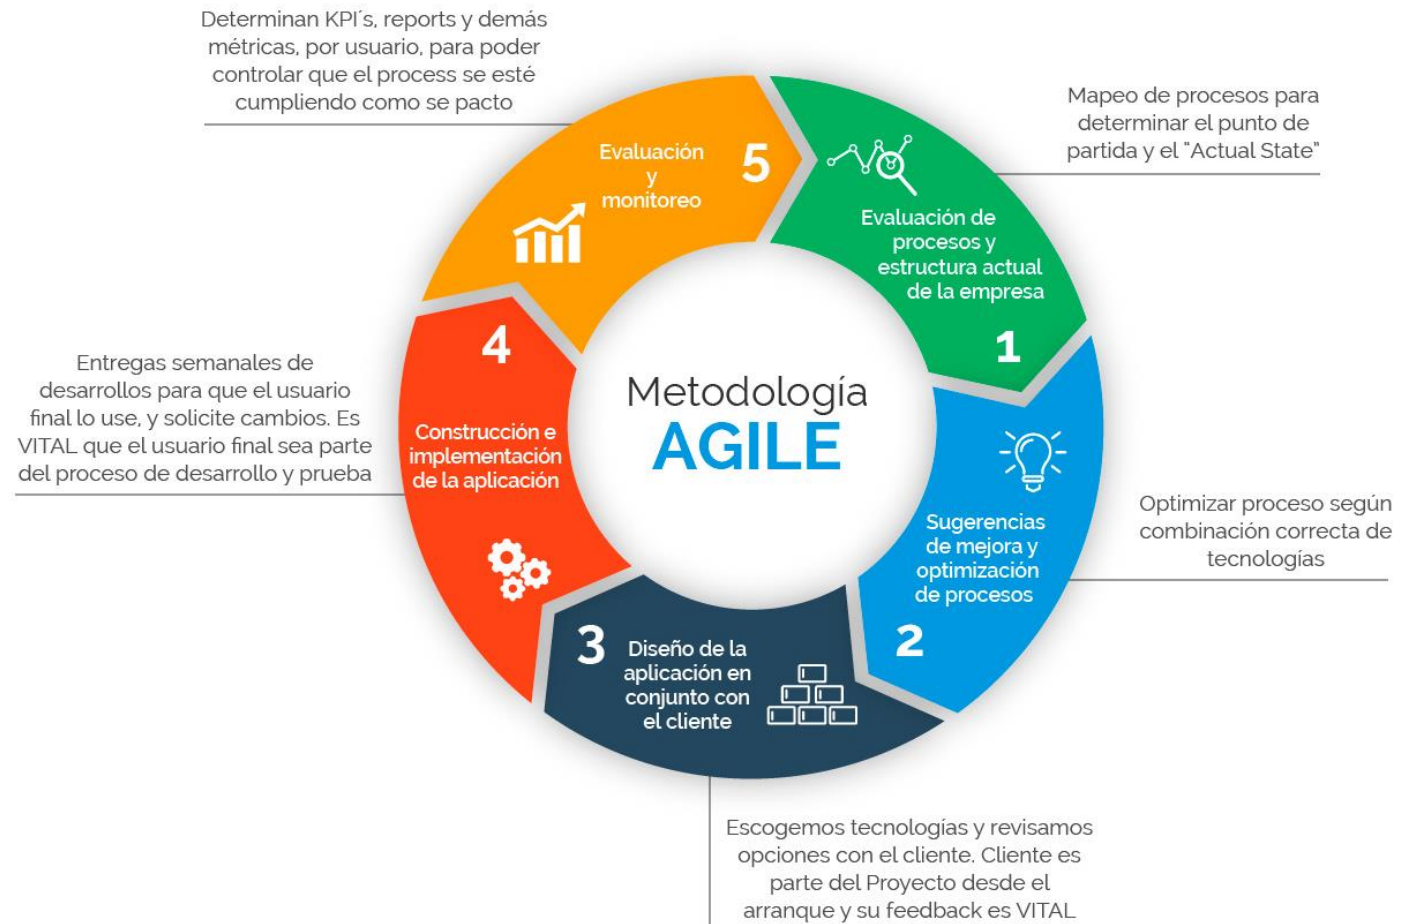 Determinan KPI´s, reports y demás
métricas, por usuario, para poder
controlar que el process se esté
cumpliendo como se pacto
Mapeo de procesos para
determinar el punto de
partida y el "Actual State"
Evaluación
y
monitoreo
5
Evaluación de
procesos y
estructura actual
de la empresa
1
4
Entregas semanales de
desarrollos para que el usuario
final lo use, y solicite cambios. Es
VITAL que el usuario final sea parte
del proceso de desarrollo y prueba
Construcción e
implementación
de la aplicación
Metodología
AGILE
Sugerencias
de mejora y
optimización
de procesos
2
Optimizar proceso según
combinación correcta de
tecnologías
3
Diseño de la
aplicación en
conjunto con
el cliente
Escogemos tecnologías y revisamos
opciones con el cliente. Cliente es
parte del Proyecto desde el
arranque y su feedback es VITAL